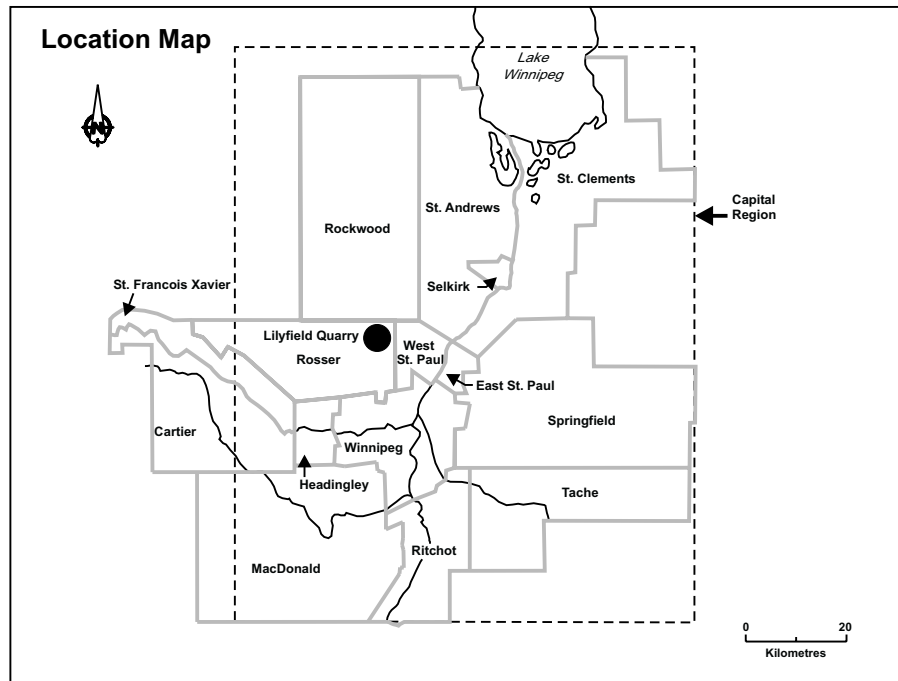 Location Map
Lake
Winnipeg
N
St. Clements
Capital
Region
St. Andrews
Rockwood
St. Francois Xavier
Selkirk
Lilyfield Quarry
Rosser
West
St. Paul
East St. Paul
Springfield
Cartier
Winnipeg
Headingley
Tache
Ritchot
MacDonald
0 20
Kilometres